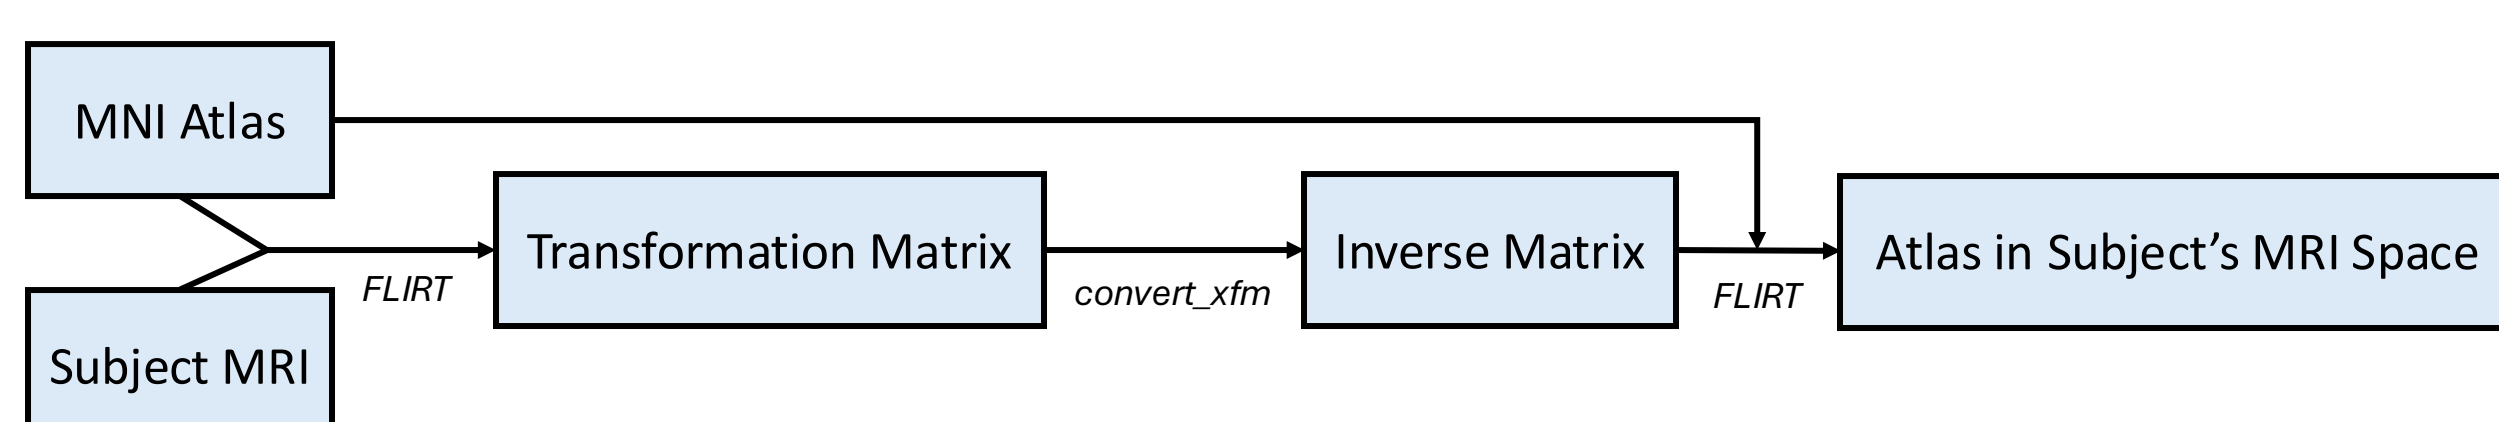 MNI Atlas
Subject MRI
FLIRT
Transformation Matrix
convert_xfm
Inverse Matrix
FLIRT
Atlas in Subject’s MRI Space